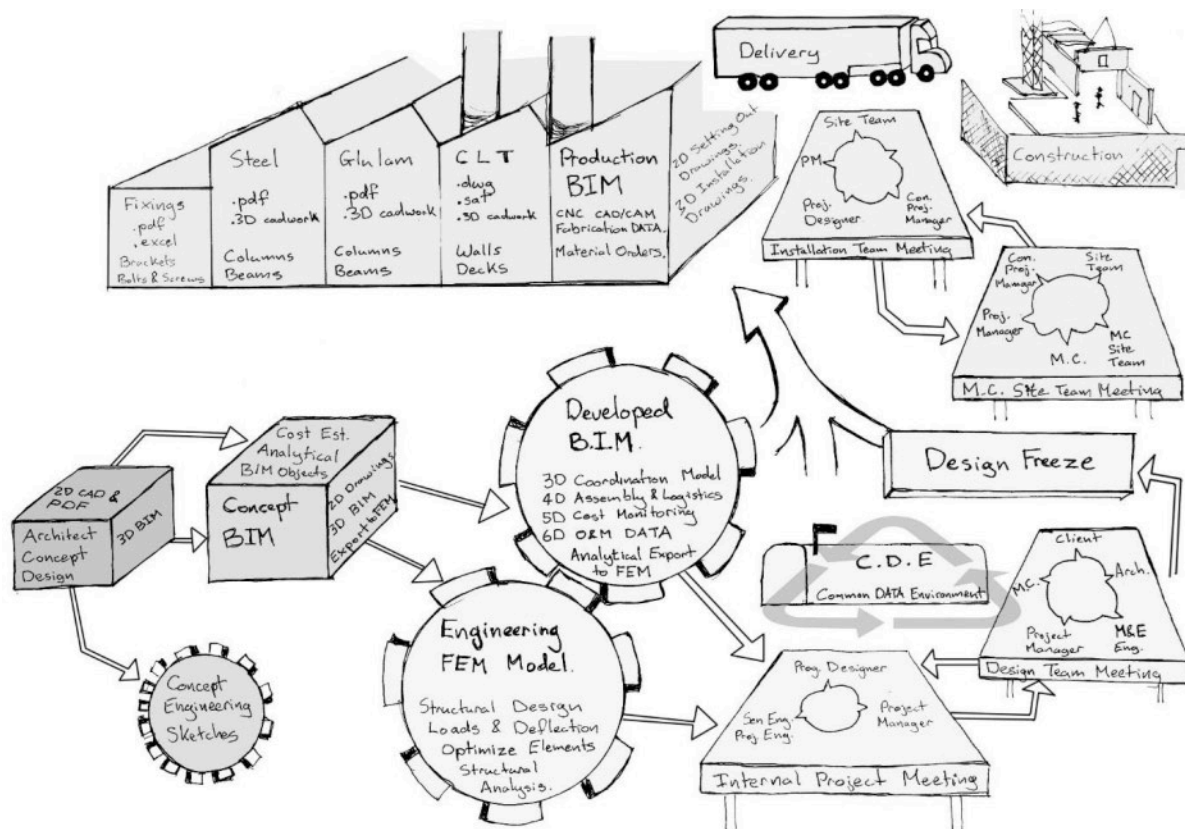 Fixings
.pdf
.excel
Brackets
Bolts & Screws
Steel
.pdf
.3D cadwork
Columns
Beams
Glulam
.pdf
.3D cadwork
Columns
Beams
CLT
.dwg
.sat
.3D cadwork
Walls
Decks
Production
BIM
CNC CAD/CAM
Fabrication DATA.
Material Orders.
2D Setting Out
Drawings.
3D Installation
Drawings.
Delivery
Construction
Site Team
PM
Proj.
Designer
Con.
Proj.
Manager
Installation Team Meeting
Con.
Proj.
Manager
Site
Team
Proj.
Manager
M.C.
MC
Site
Team
M.C. Site Team Meeting
Design Freeze
2D CAD &
PDF
3D BIM
Architect
Concept
Design
Cost Est.
Analytical
BIM Objects
Concept
BIM
2D Drawings
3D BIM
Export to FEM
Concept
Engineering
Sketches
Developed
B.I.M.
3D Coordination Model
4D Assembly & Logistics
5D Cost Monitoring
6D O&M DATA
Analytical Export
to FEM
Engineering
FEM Model.
Structural Design
Loads & Deflection
Optimize Elements
Structural
Analysis.
C.D.E
Common DATA Environment
Client
M.C.
Arch.
Project
Manager
M&E
Eng.
Design Team Meeting
Proj. Designer
Sen Eng.
Proj Eng.
Project
Manager
Internal Project Meeting